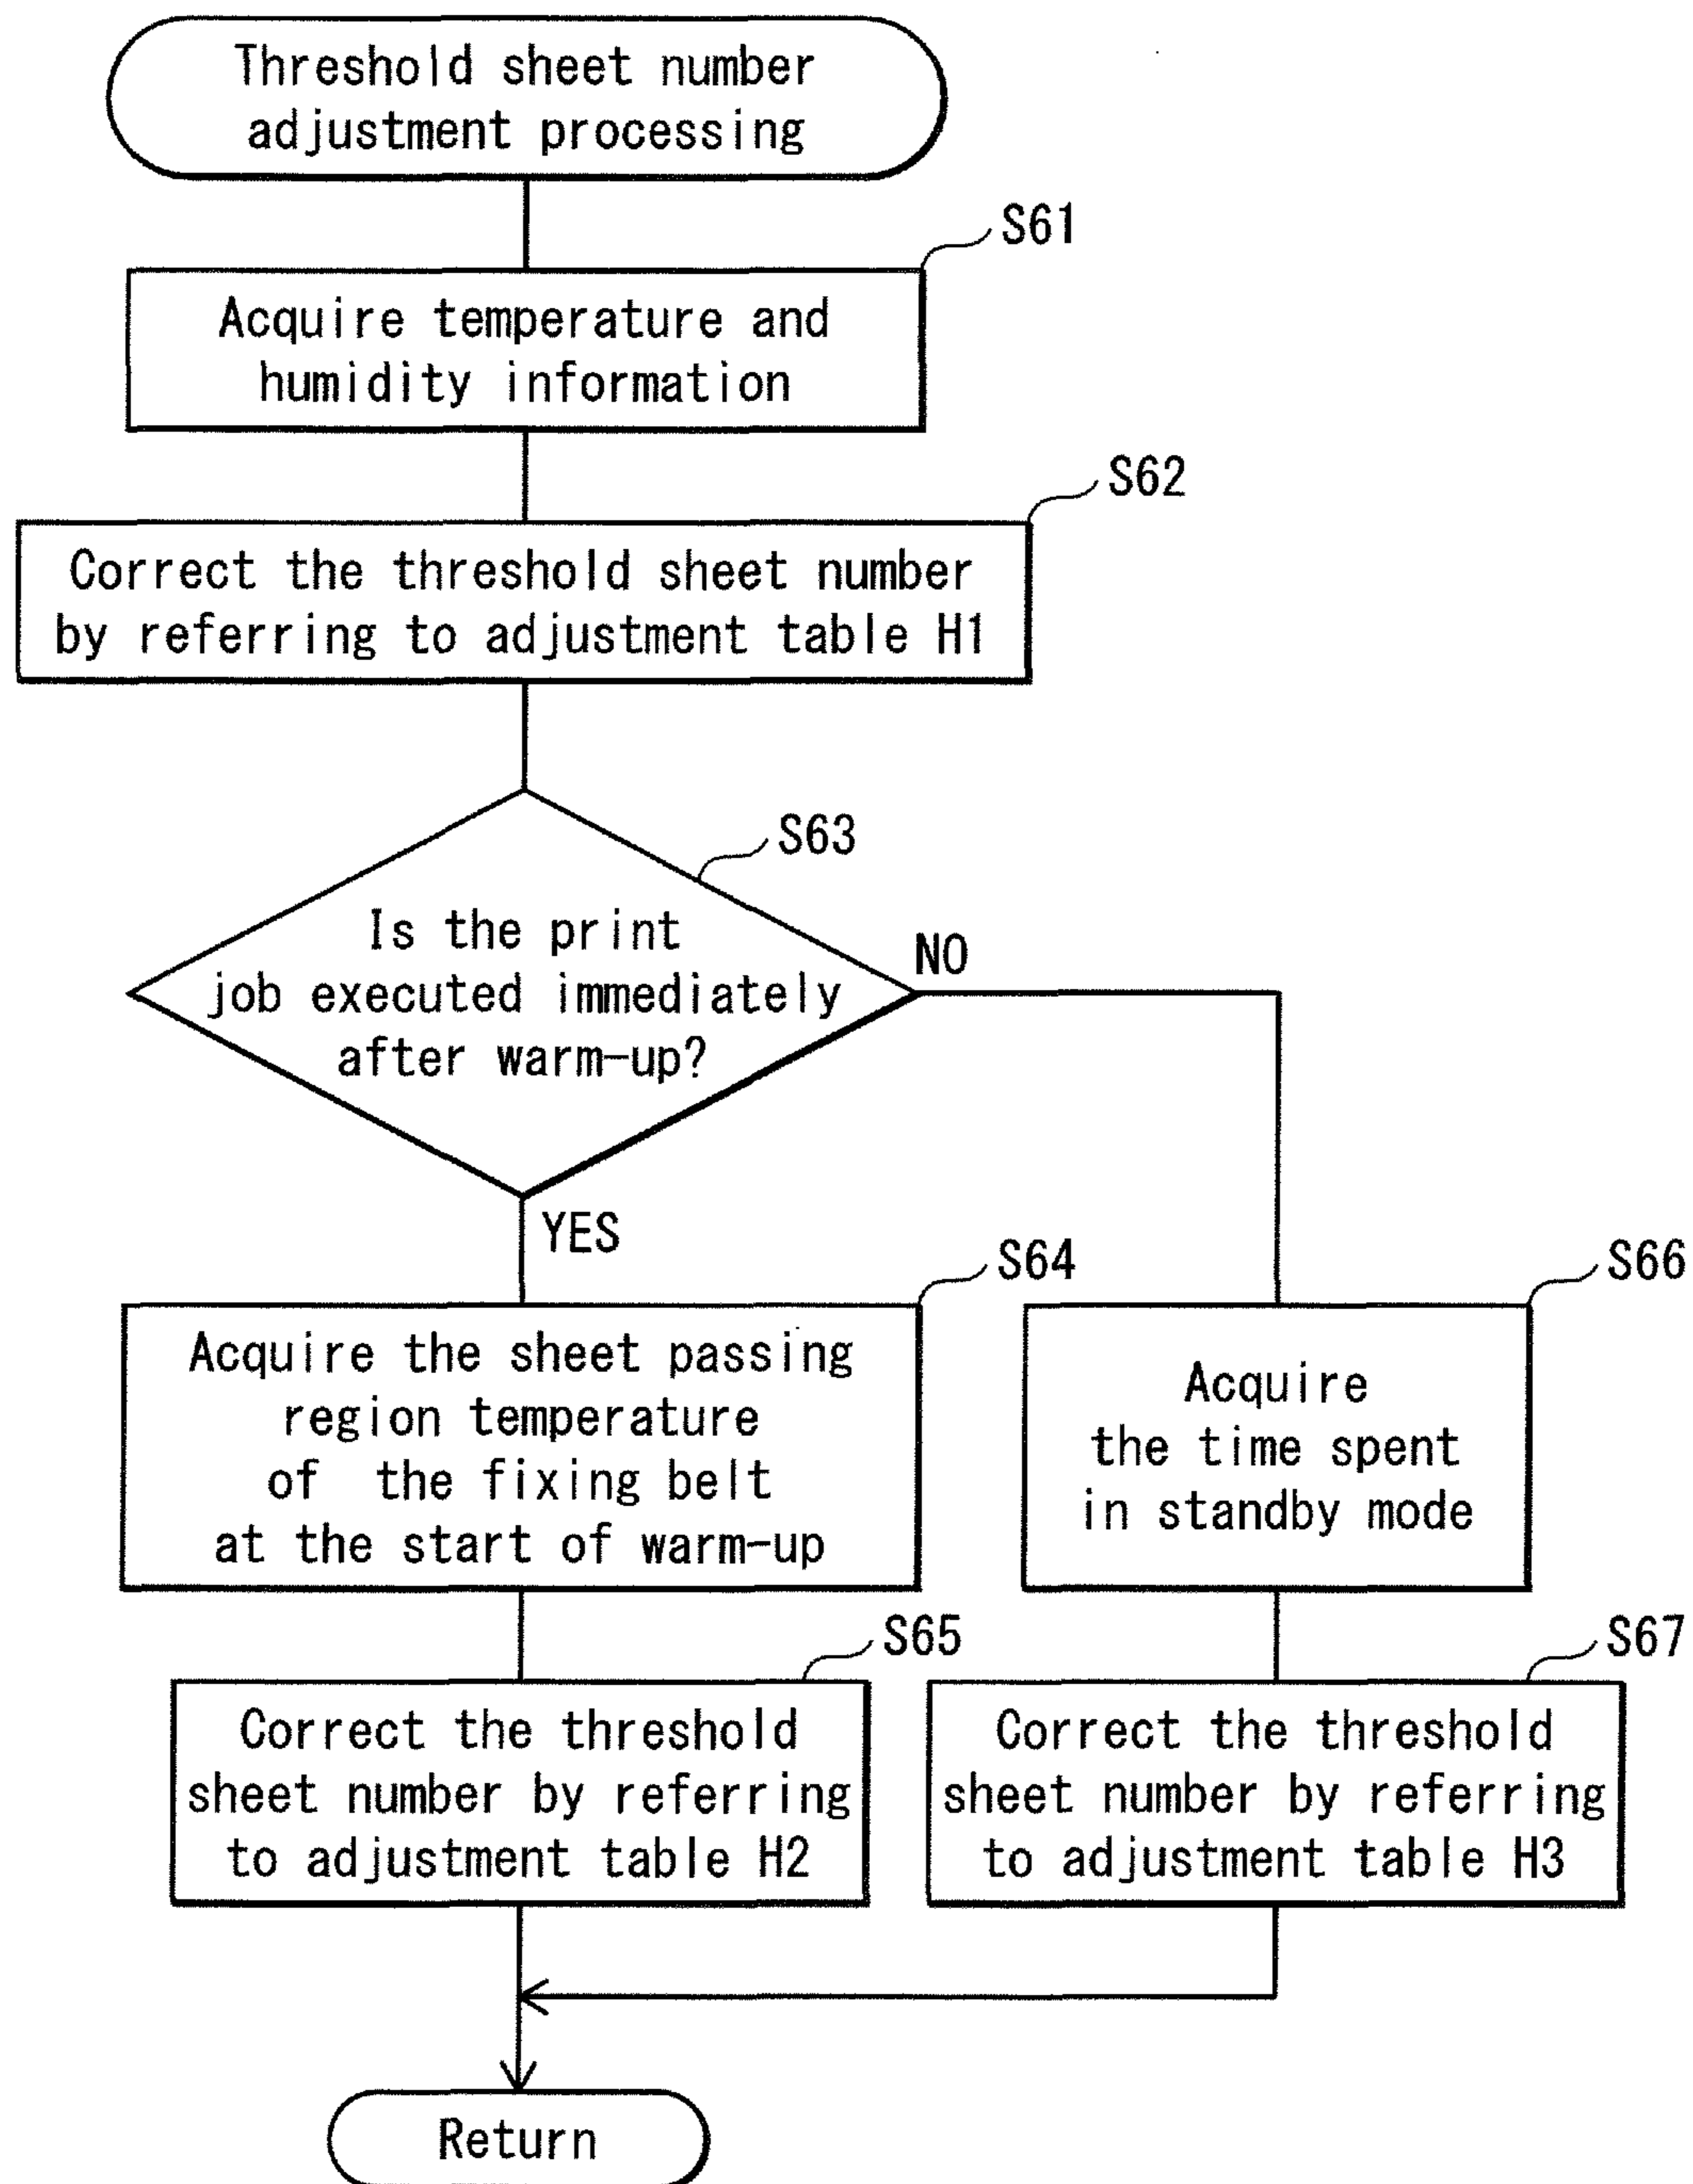 Threshold sheet number
adjustment processing
S61
Acquire temperature and
humidity information
S62
Correct the threshold sheet number
by referring to adjustment table H1
S63
Is the print
job executed immediately
after warm-up?
NO
YES
S64
Acquire the sheet passing
region temperature
of the fixing belt
at the start of warm-up
S66
Acquire
the time spent
in standby mode
S65
Correct the threshold
sheet number by referring
to adjustment table H2
S67
Correct the threshold
sheet number by referring
to adjustment table H3
Return